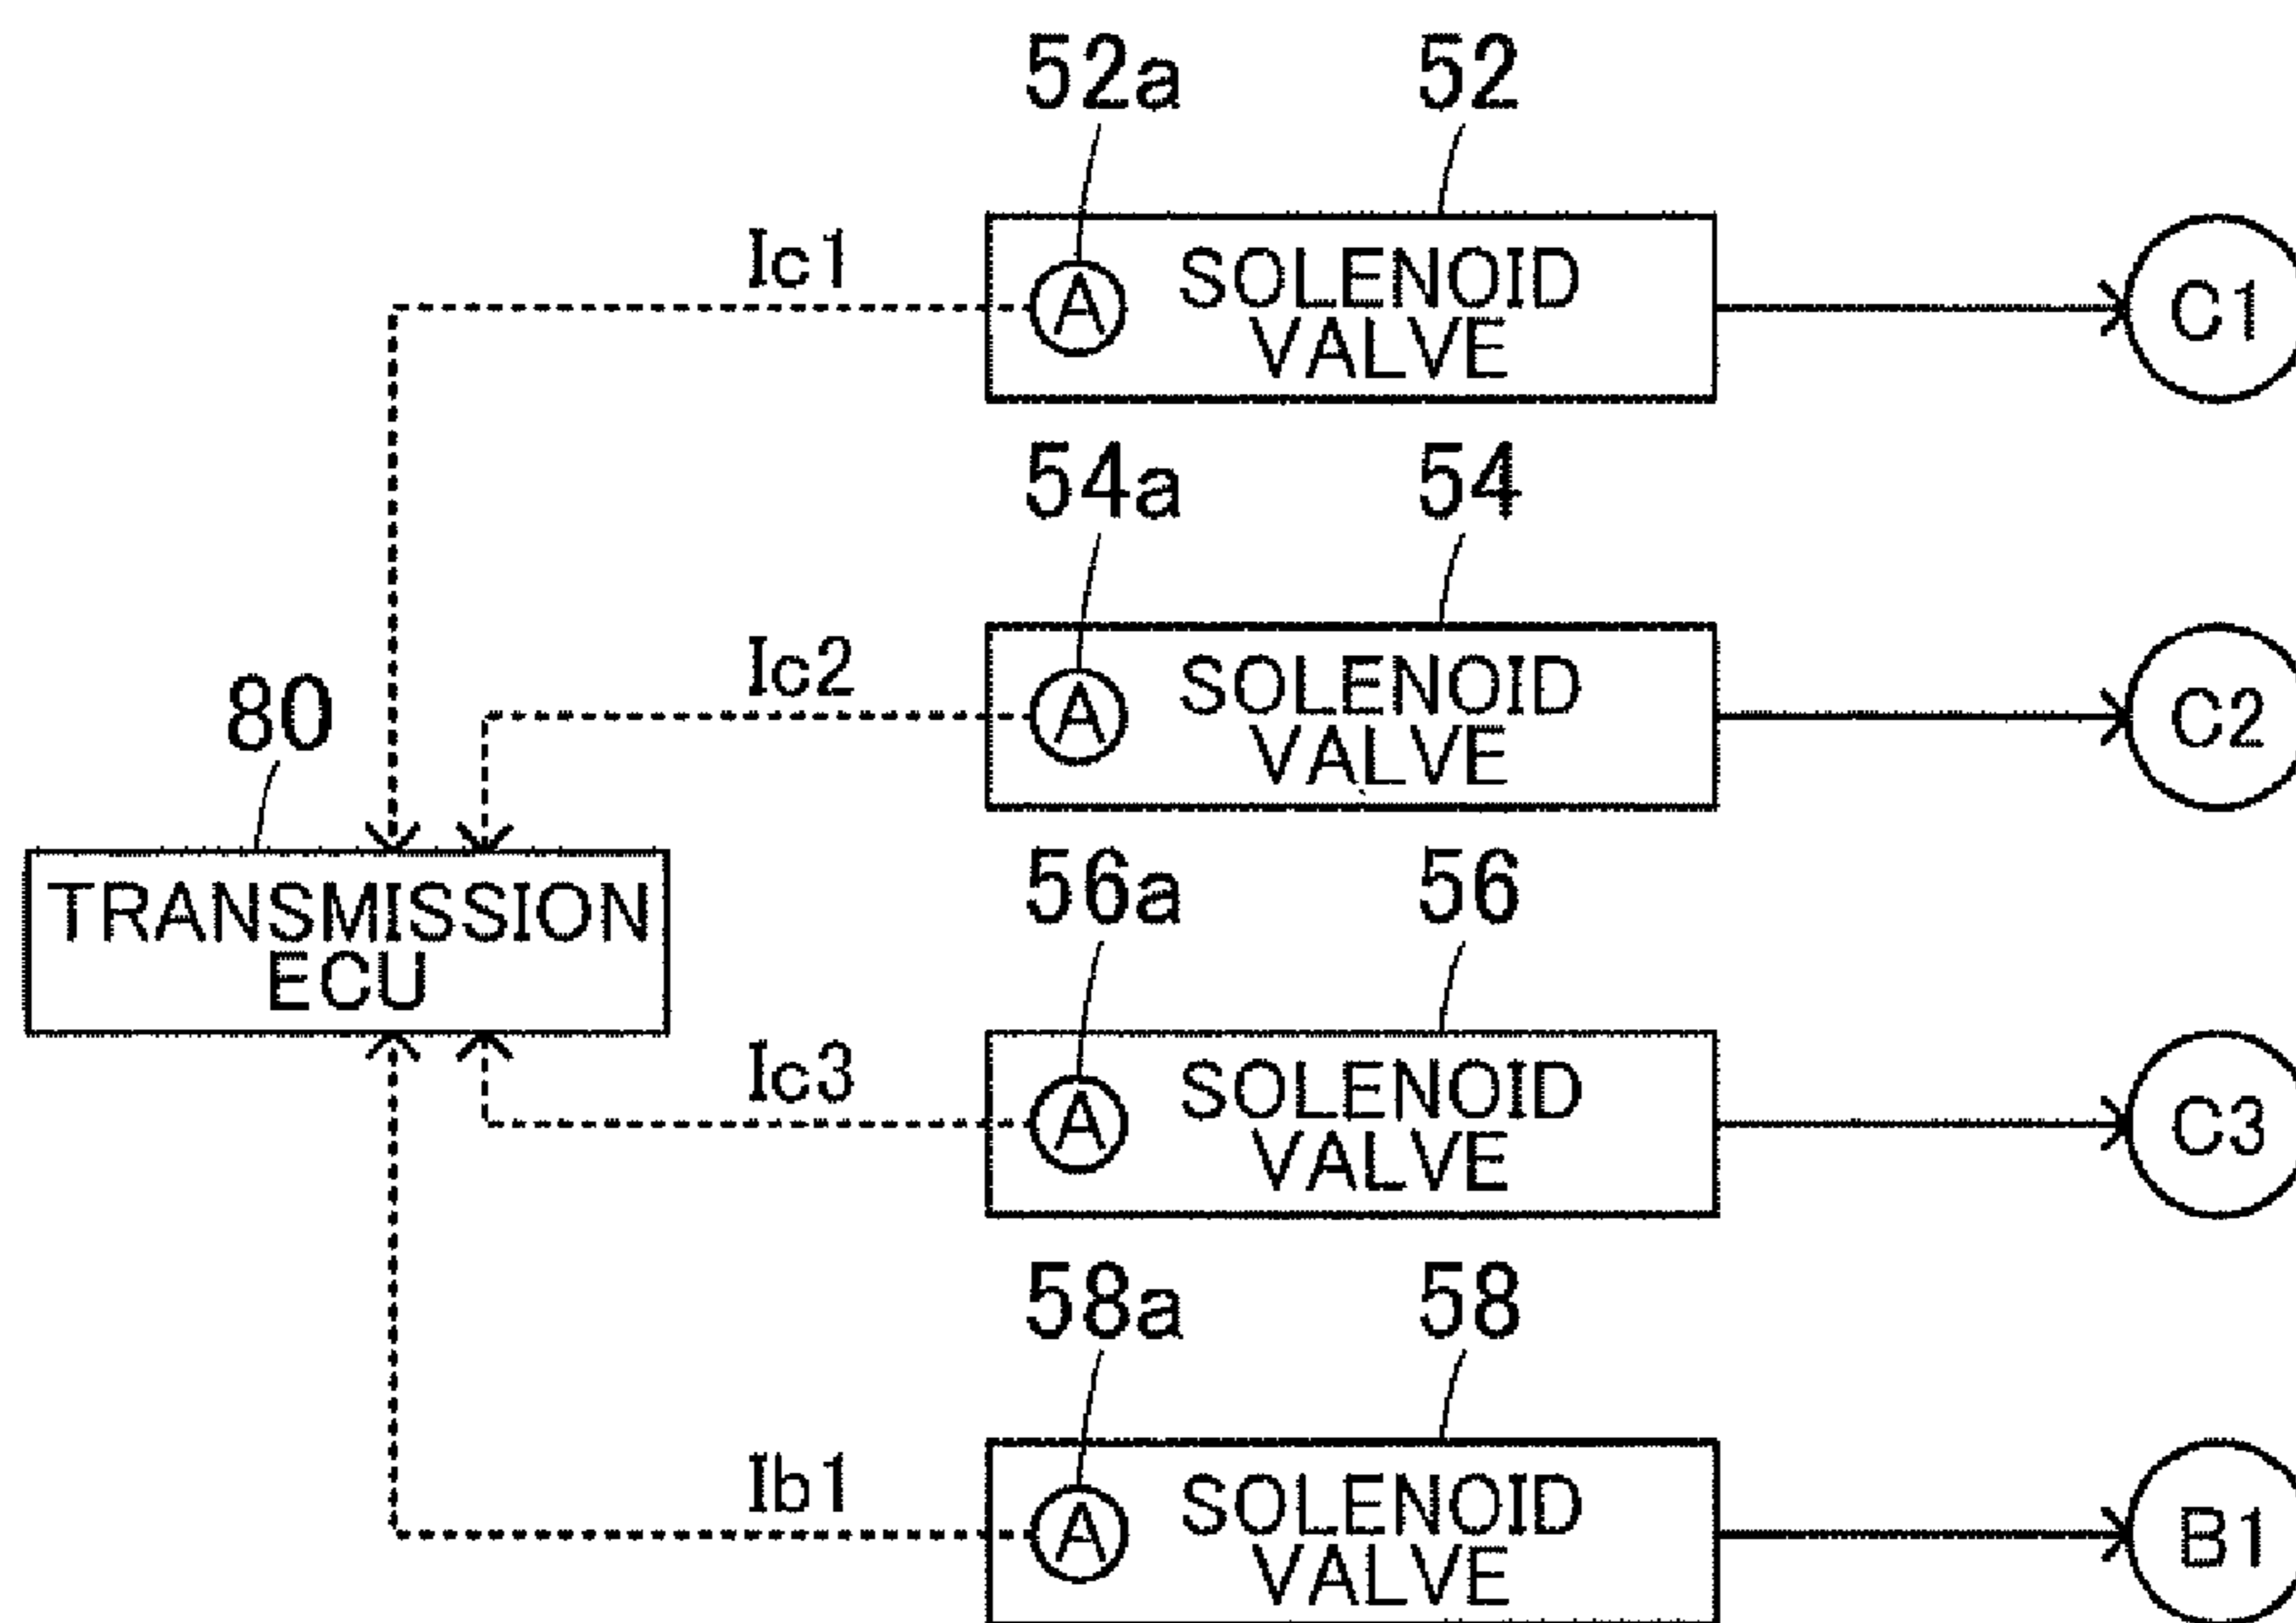 52a 52
Ic1 A SOLENOID VALVE C1
54a 54
Ic2 A SOLENOID VALVE C2
80
TRANSMISSION
ECU
56a 56
Ic3 A SOLENOID VALVE C3
58a 58
Ib1 A SOLENOID VALVE B1